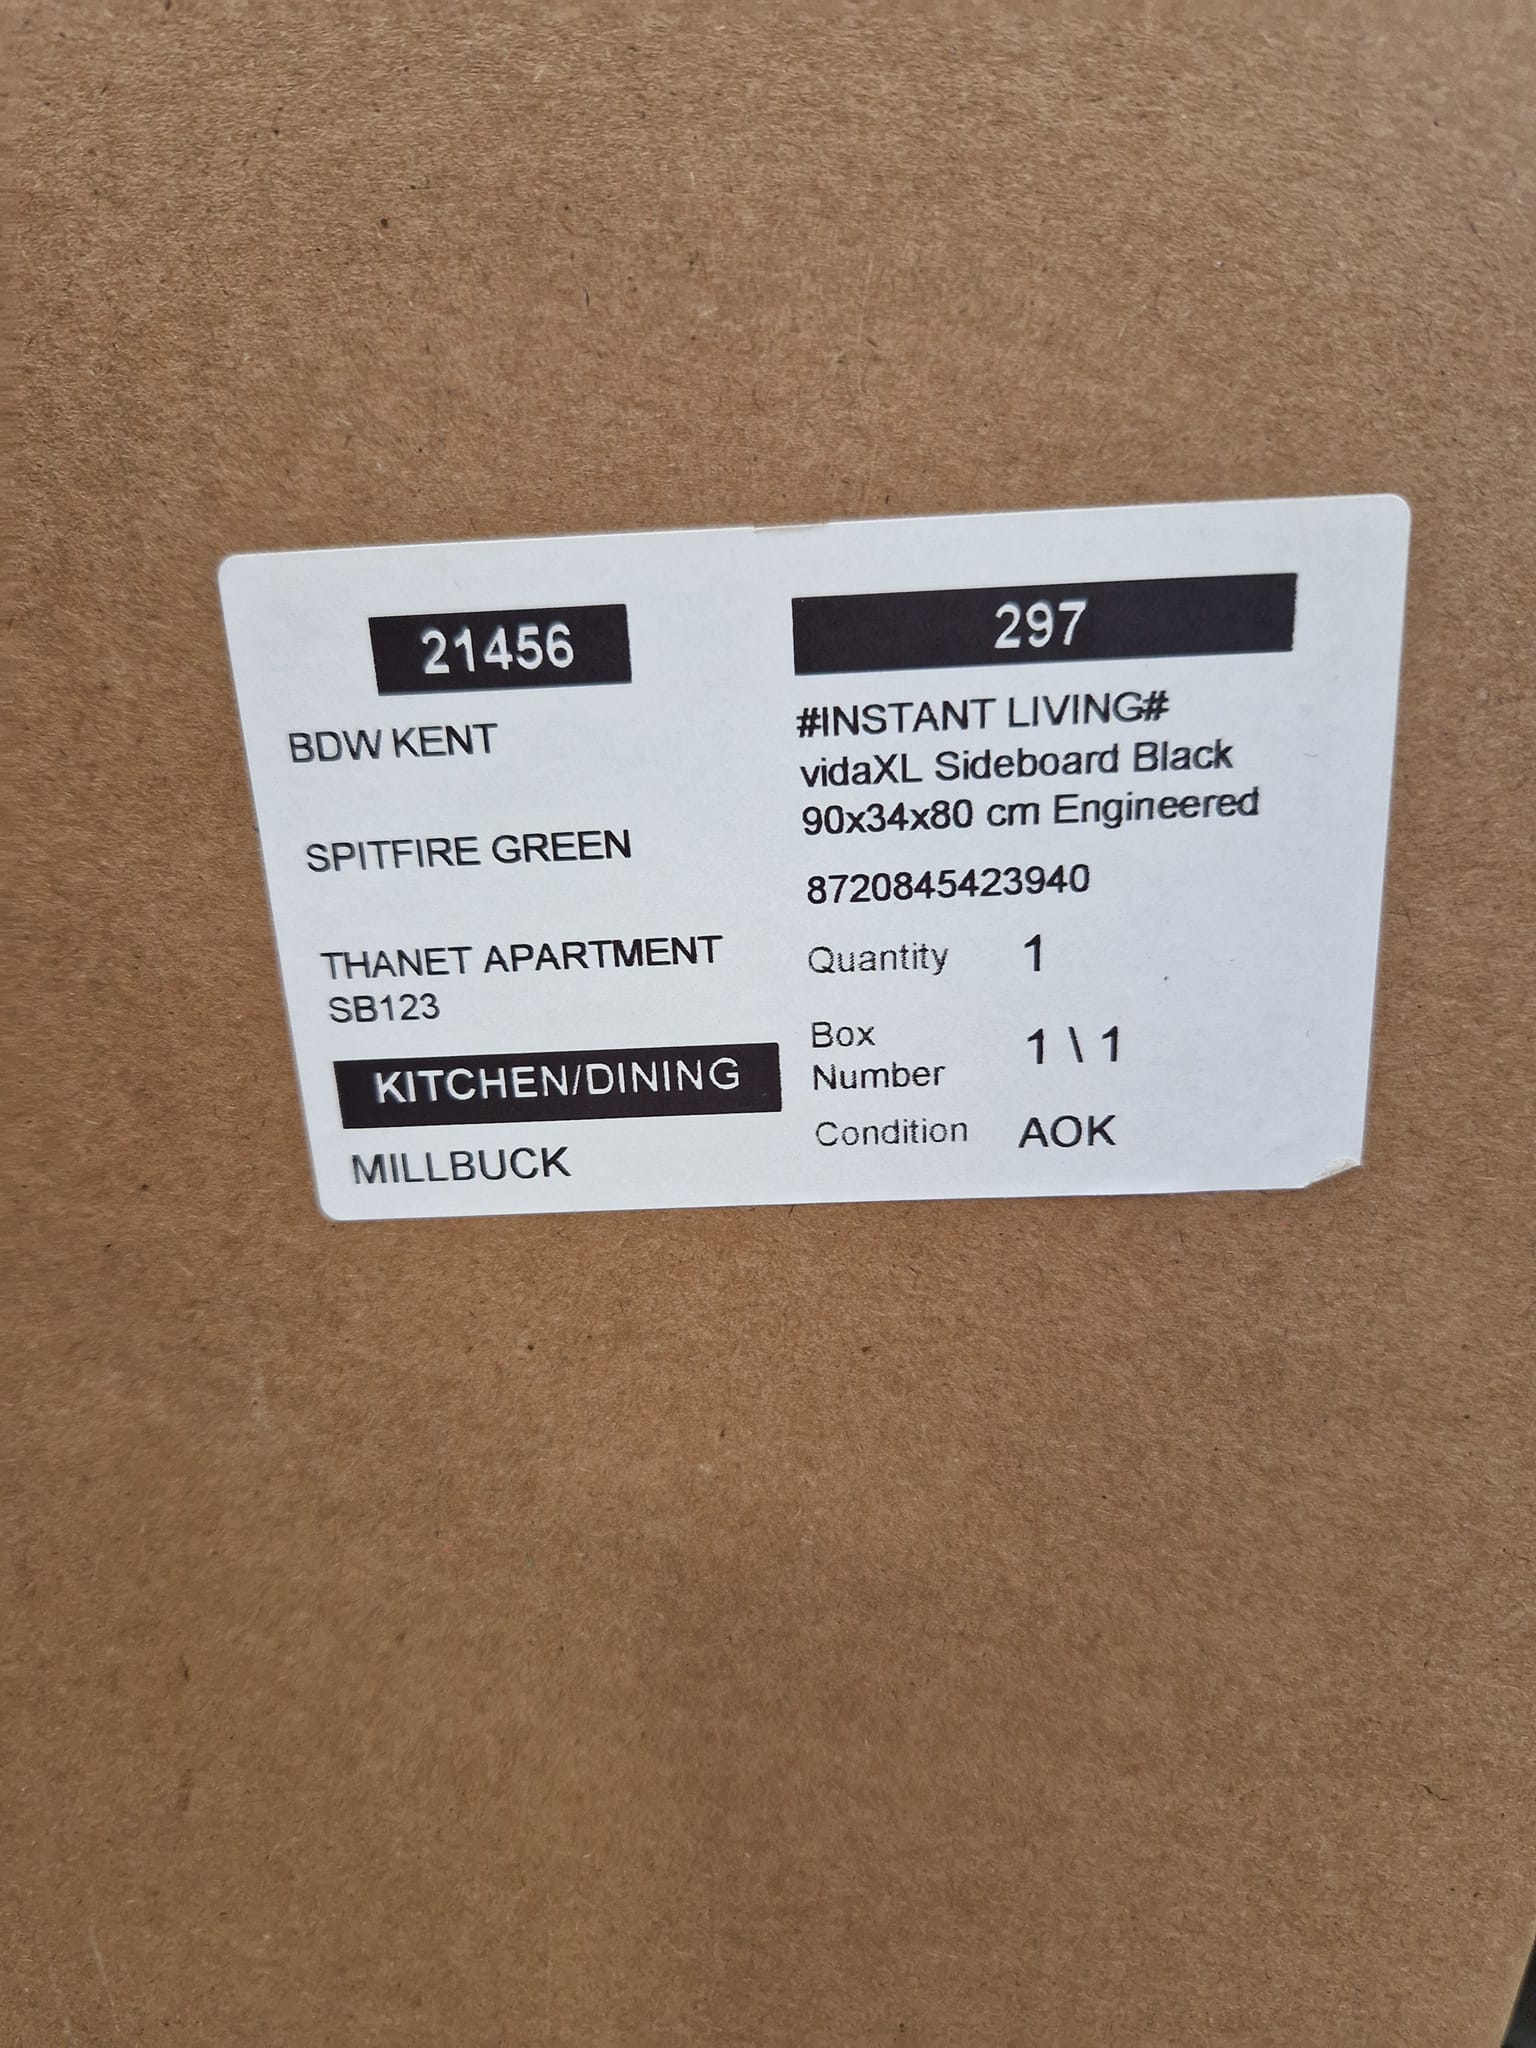 21456
BDW KENT
SPITFIRE GREEN
THANET APARTMENT
SB123
KITCHEN/DINING
MILLBUCK
297
#INSTANT LIVING#
vidaXL Sideboard Black
90x34x80 cm Engineered
8720845423940
Quantity 1
Box
Number 1 \ 1
Condition AOK